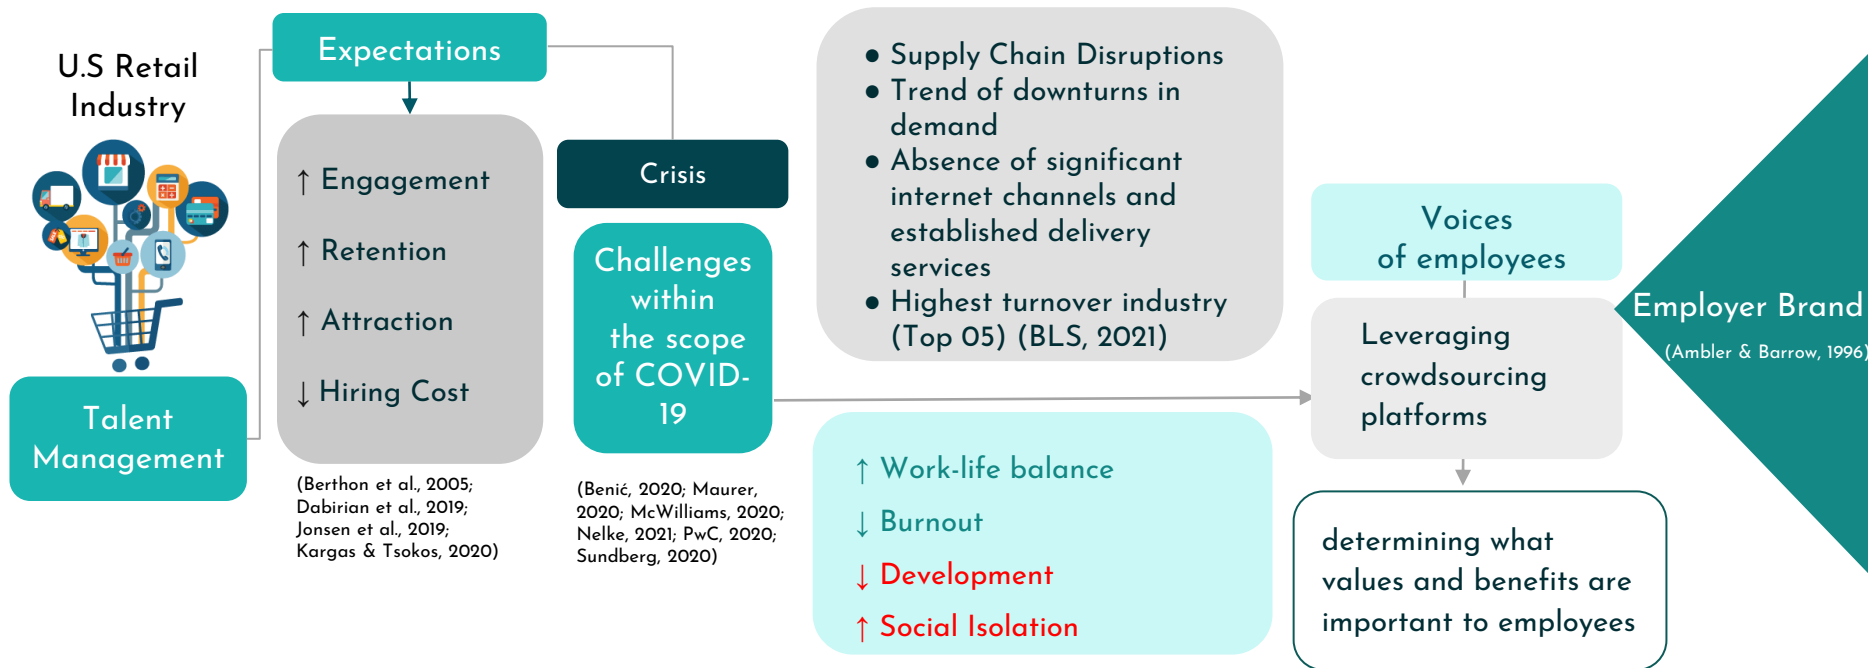 U.S Retail
Industry
Talent
Management
Expectations
↑ Engagement
↑ Retention
↑ Attraction
↓ Hiring Cost
(Berthon et al., 2005;
Dabirian et al., 2019;
Jonsen et al., 2019;
Kargas & Tsokos, 2020)
Crisis
Challenges
within
the scope
of COVID-
19
(Benić, 2020; Maurer,
2020; McWilliams, 2020;
Nelke, 2021; PwC, 2020;
Sundberg, 2020)
● Supply Chain Disruptions
● Trend of downturns in
demand
● Absence of significant
internet channels and
established delivery
services
● Highest turnover industry
(Top 05) (BLS, 2021)
↑ Work-life balance
↓ Burnout
↓ Development
↑ Social Isolation
Voices
of employees
Leveraging
crowdsourcing
platforms
determining what
values and benefits are
important to employees
Employer Brand
(Ambler & Barrow, 1996)